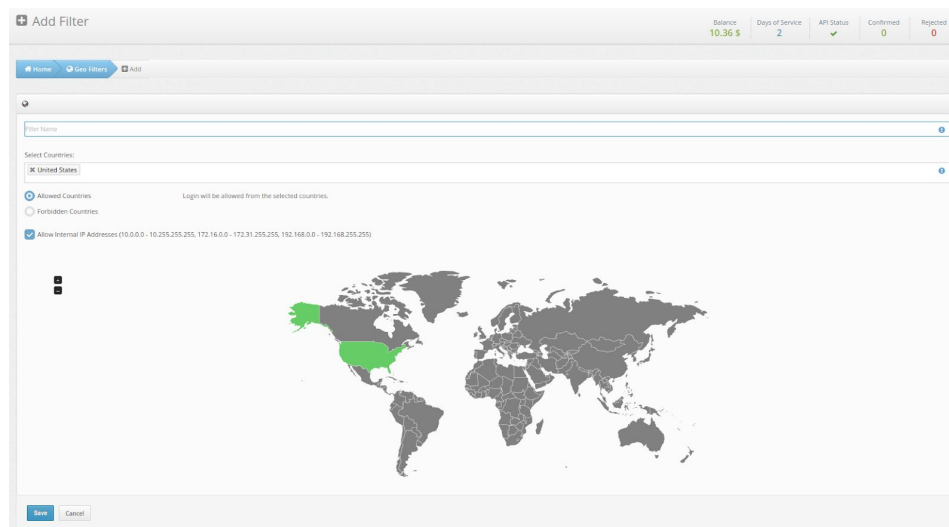 Add Filter
Balance Days of Service API Status Confirmed Rejected
10.36 $ 2 0 0
Home Geo Filters Add
Filter Name
Select Countries:
United States
Allowed Countries Login will be allowed from the selected countries.
Forbidden Countries
Allow Internal IP Addresses (10.0.0.0 - 10.255.255.255, 172.16.0.0 - 172.31.255.255, 192.168.0.0 - 192.168.255.255)
Save Cancel